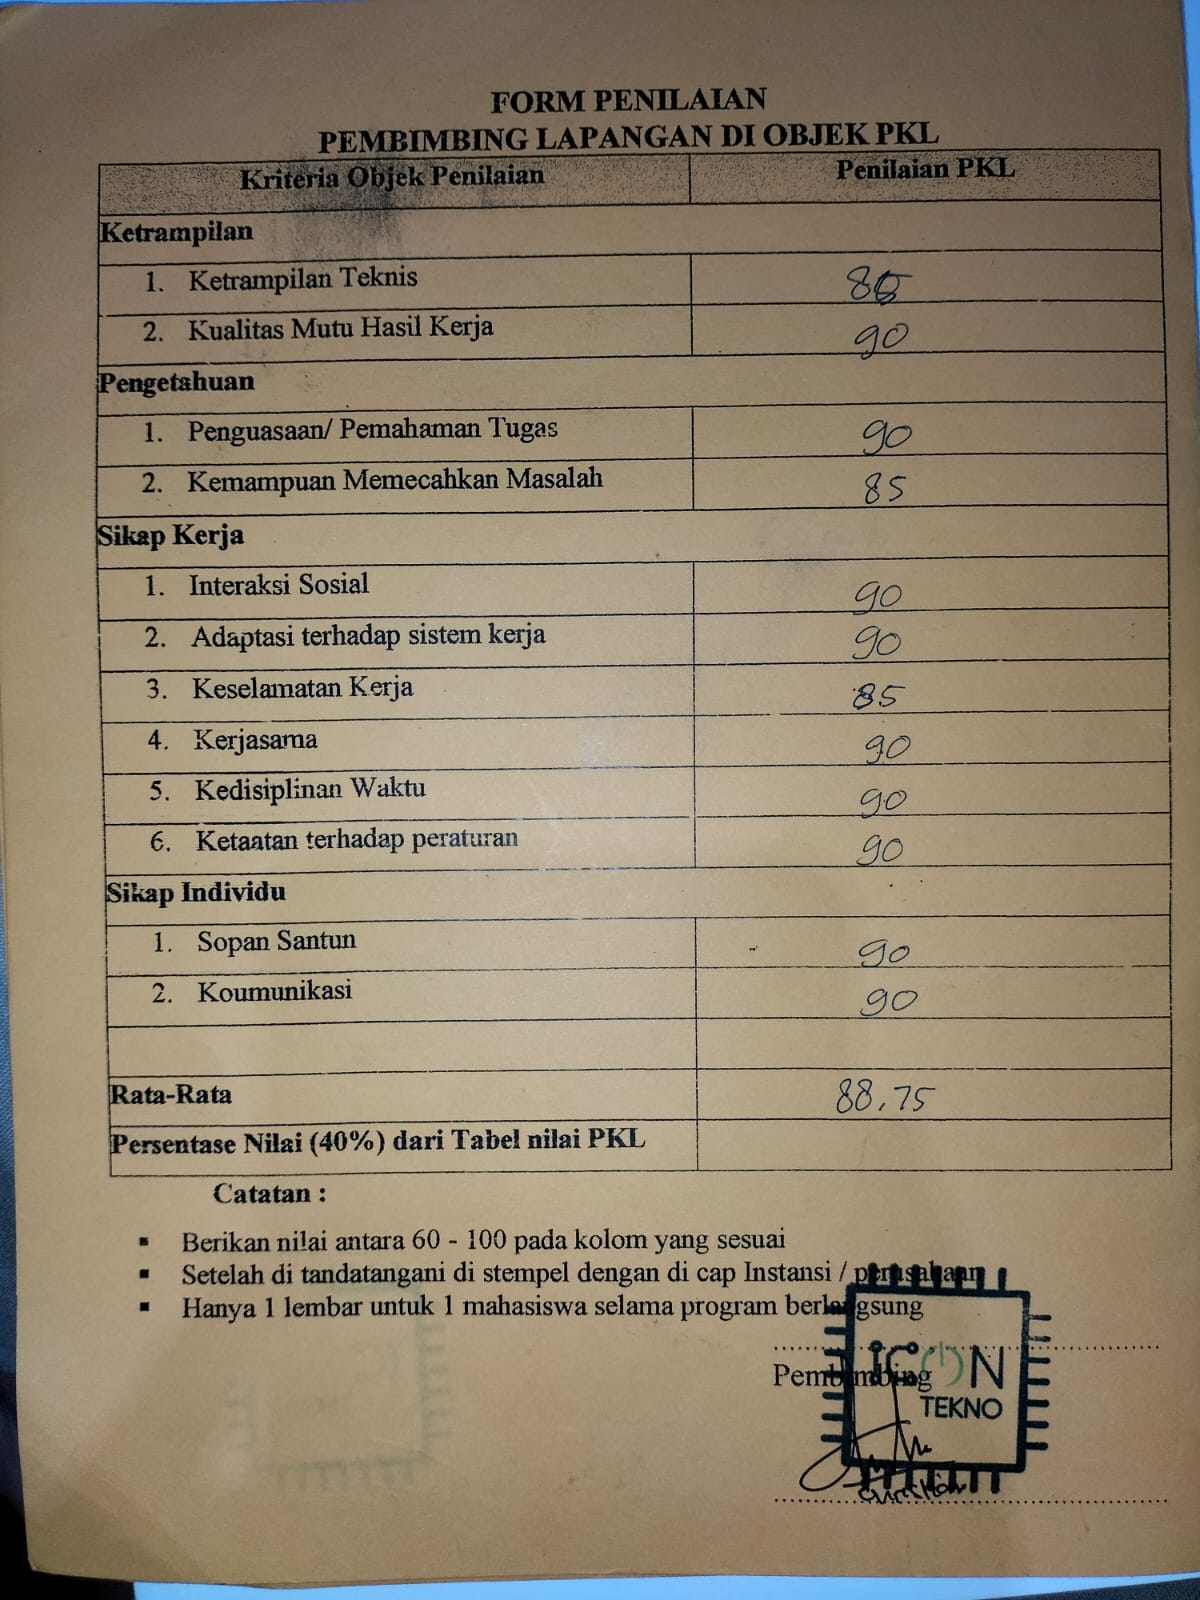 FORM PENILAIAN
PEMBIMBING LAPANGAN DI OBJEK PKL
Kriteria Objek Penilaian Penilaian PKL
Ketrampilan
1. Ketrampilan Teknis 85
2. Kualitas Mutu Hasil Kerja 90
Pengetahuan
1. Penguasaan/ Pemahaman Tugas 90
2. Kemampuan Memecahkan Masalah 85
Sikap Kerja
1. Interaksi Sosial 90
2. Adaptasi terhadap sistem kerja 90
3. Keselamatan Kerja 85
4. Kerjasama 90
5. Kedisiplinan Waktu 90
6. Ketaatan terhadap peraturan 90
Sikap Individu
1. Sopan Santun 90
2. Koumunikasi 90
Rata-Rata 88,75
Persentase Nilai (40%) dari Tabel nilai PKL
Catatan :
▪ Berikan nilai antara 60 - 100 pada kolom yang sesuai
▪ Setelah di tandatangani di stempel dengan di cap Instansi / perusahaan
▪ Hanya 1 lembar untuk 1 mahasiswa selama program berlangsung
Pembimbing
ICON
TEKNO